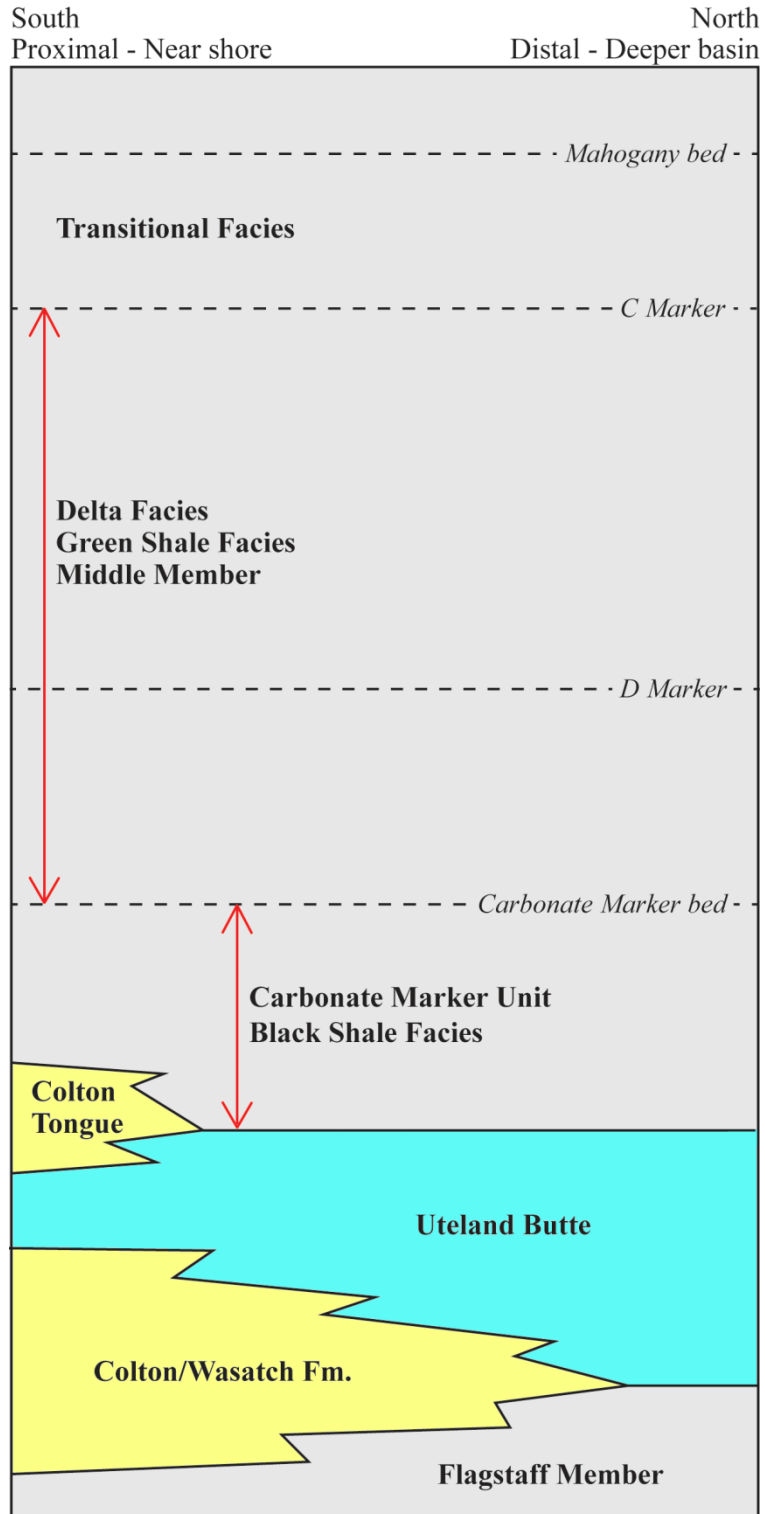 South
North
Proximal - Near shore
Distal - Deeper basin
Mahogany bed
Transitional Facies
C Marker
Delta Facies
Green Shale Facies
Middle Member
D Marker
Carbonate Marker bed
Carbonate Marker Unit
Black Shale Facies
Colton
Tongue
Uteland Butte
Colton/Wasatch Fm.
Flagstaff Member